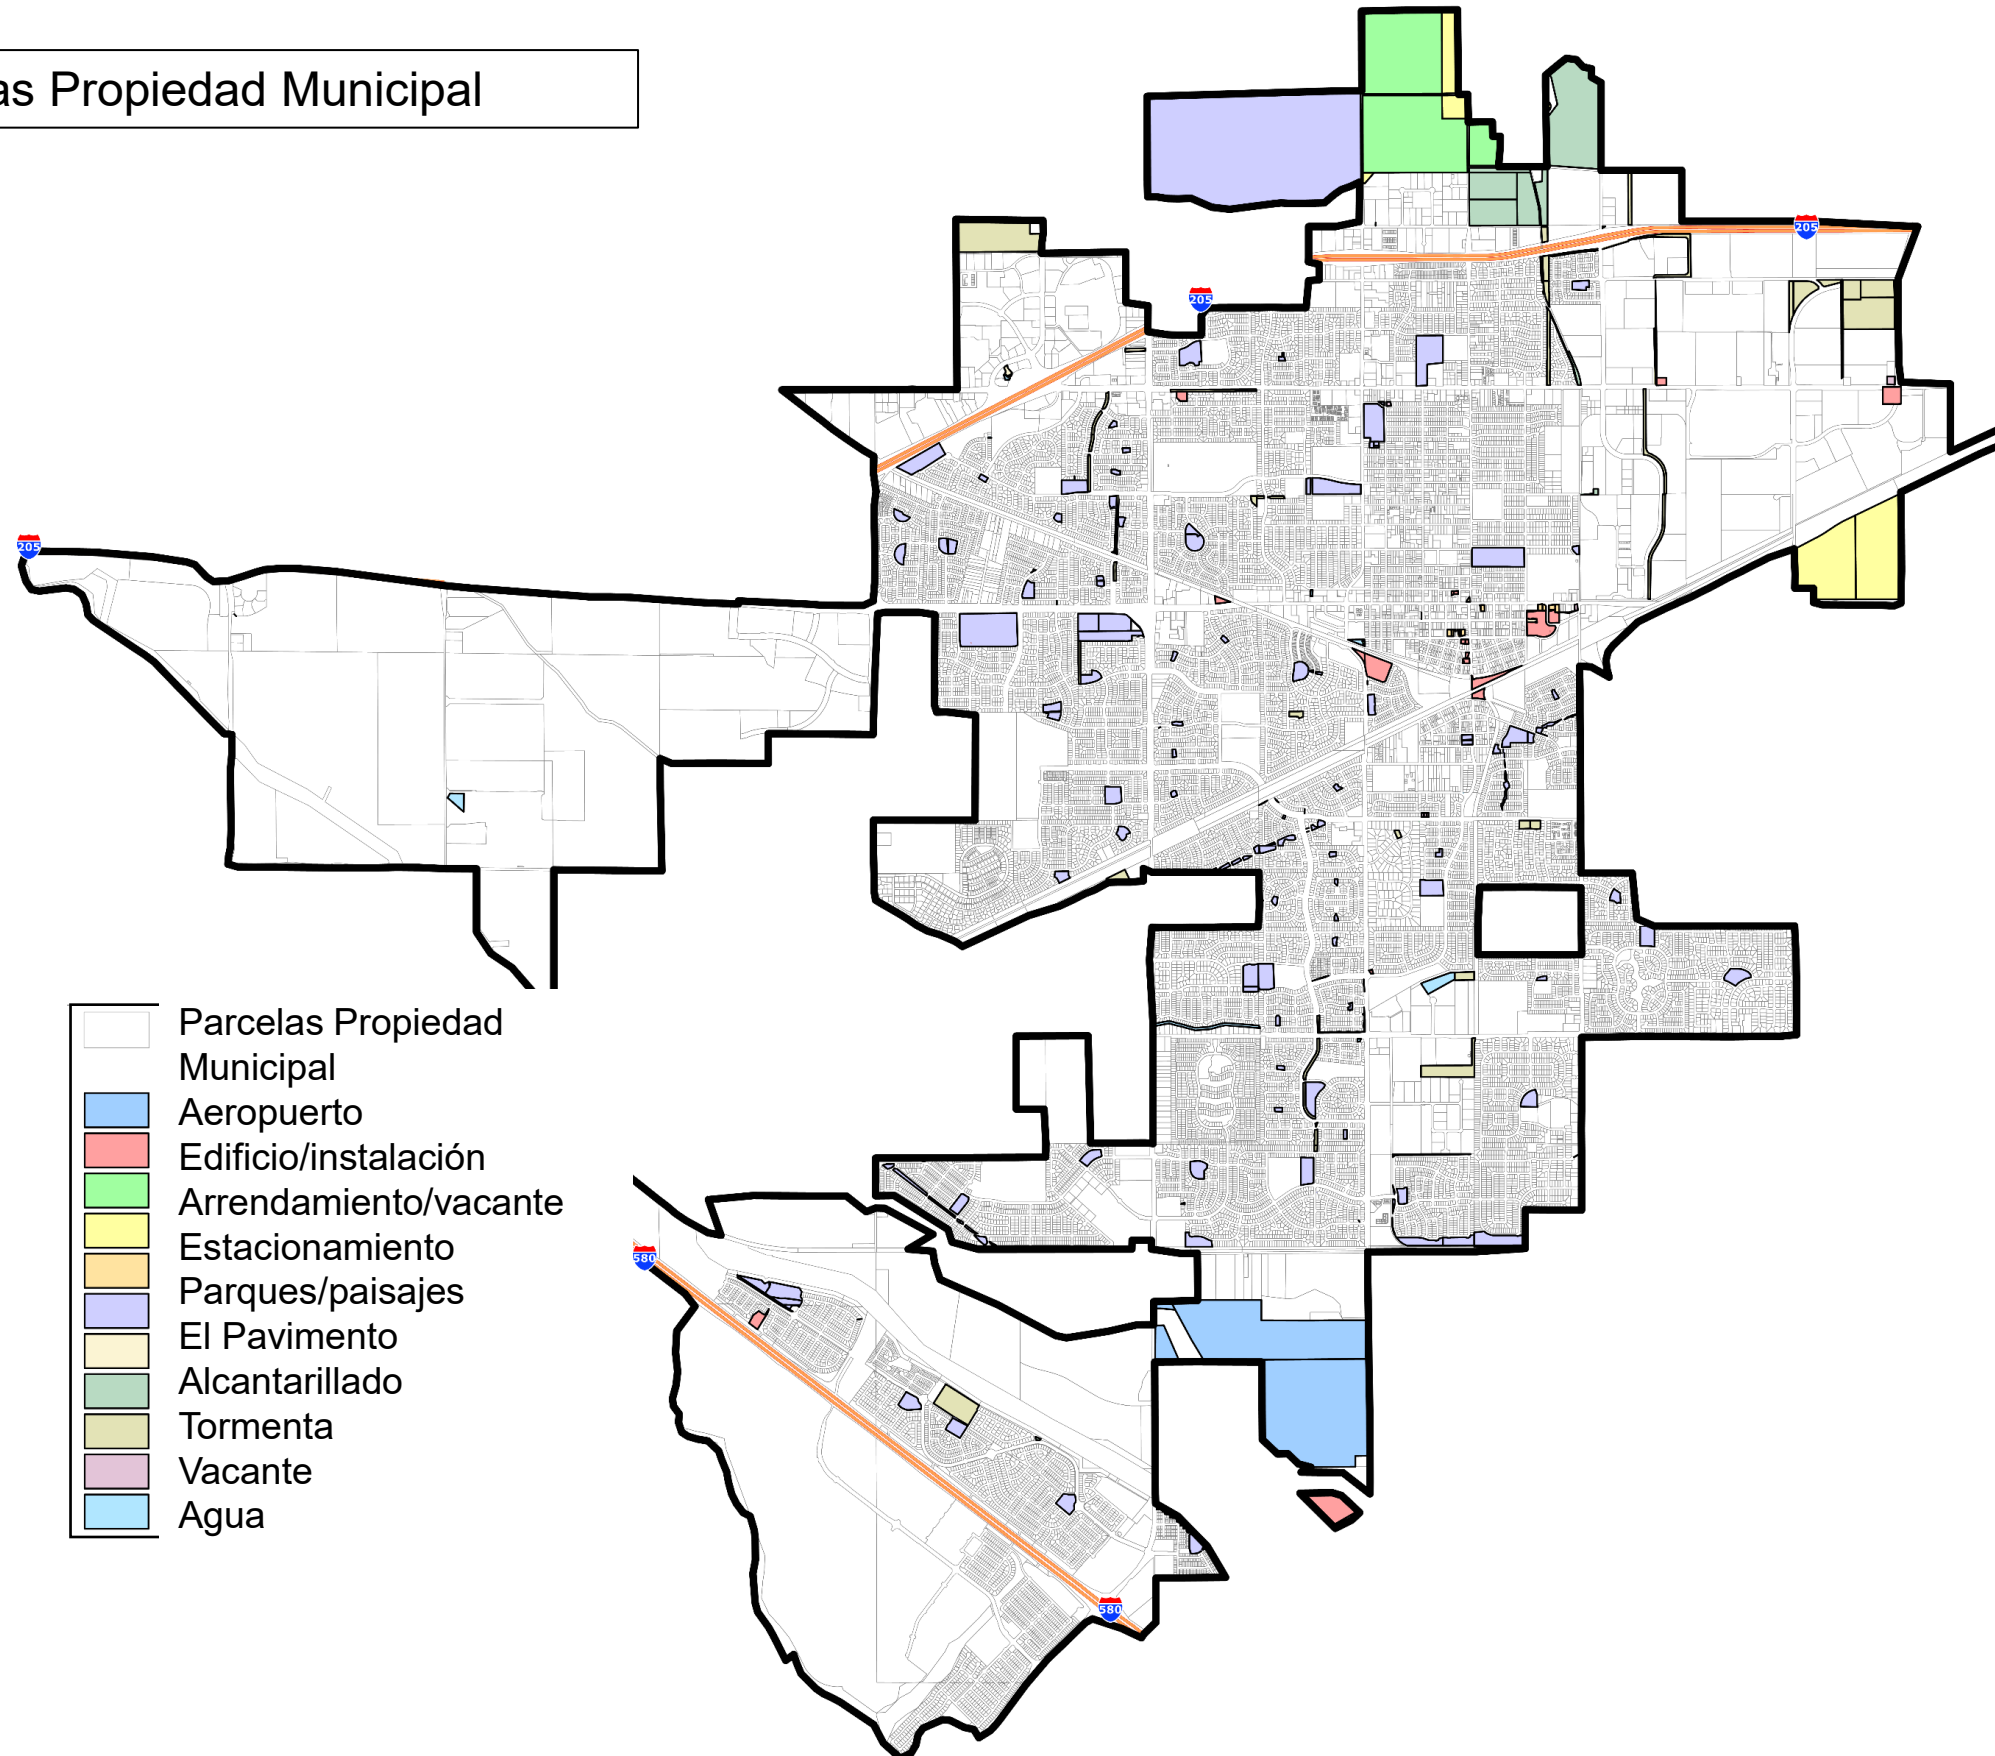 as Propiedad Municipal
205
205
205
Parcelas Propiedad
Municipal
Aeropuerto
Edificio/instalación
Arrendamiento/vacante
Estacionamiento
Parques/paisajes
El Pavimento
Alcantarillado
Tormenta
Vacante
Agua
580
580